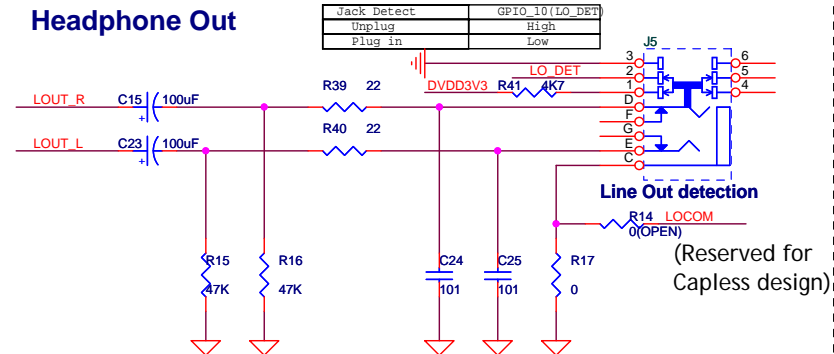 Headphone Out
Jack Detect GPIO_10(LO_DET)
Unplug High
Plug in Low
J5
3 6
LO_DET 2 5
DVDD3V3 R41 4K7 1 4
R39 22
LOUT_R C15 100uF D
+
F
R40 22 G
LOUT_L C23 100uF E
+
C
Line Out detection
R14 LOCOM
0(OPEN)
(Reserved for
Capless design)
R15 R16 C24 C25 R17
47K 47K 101 101 0